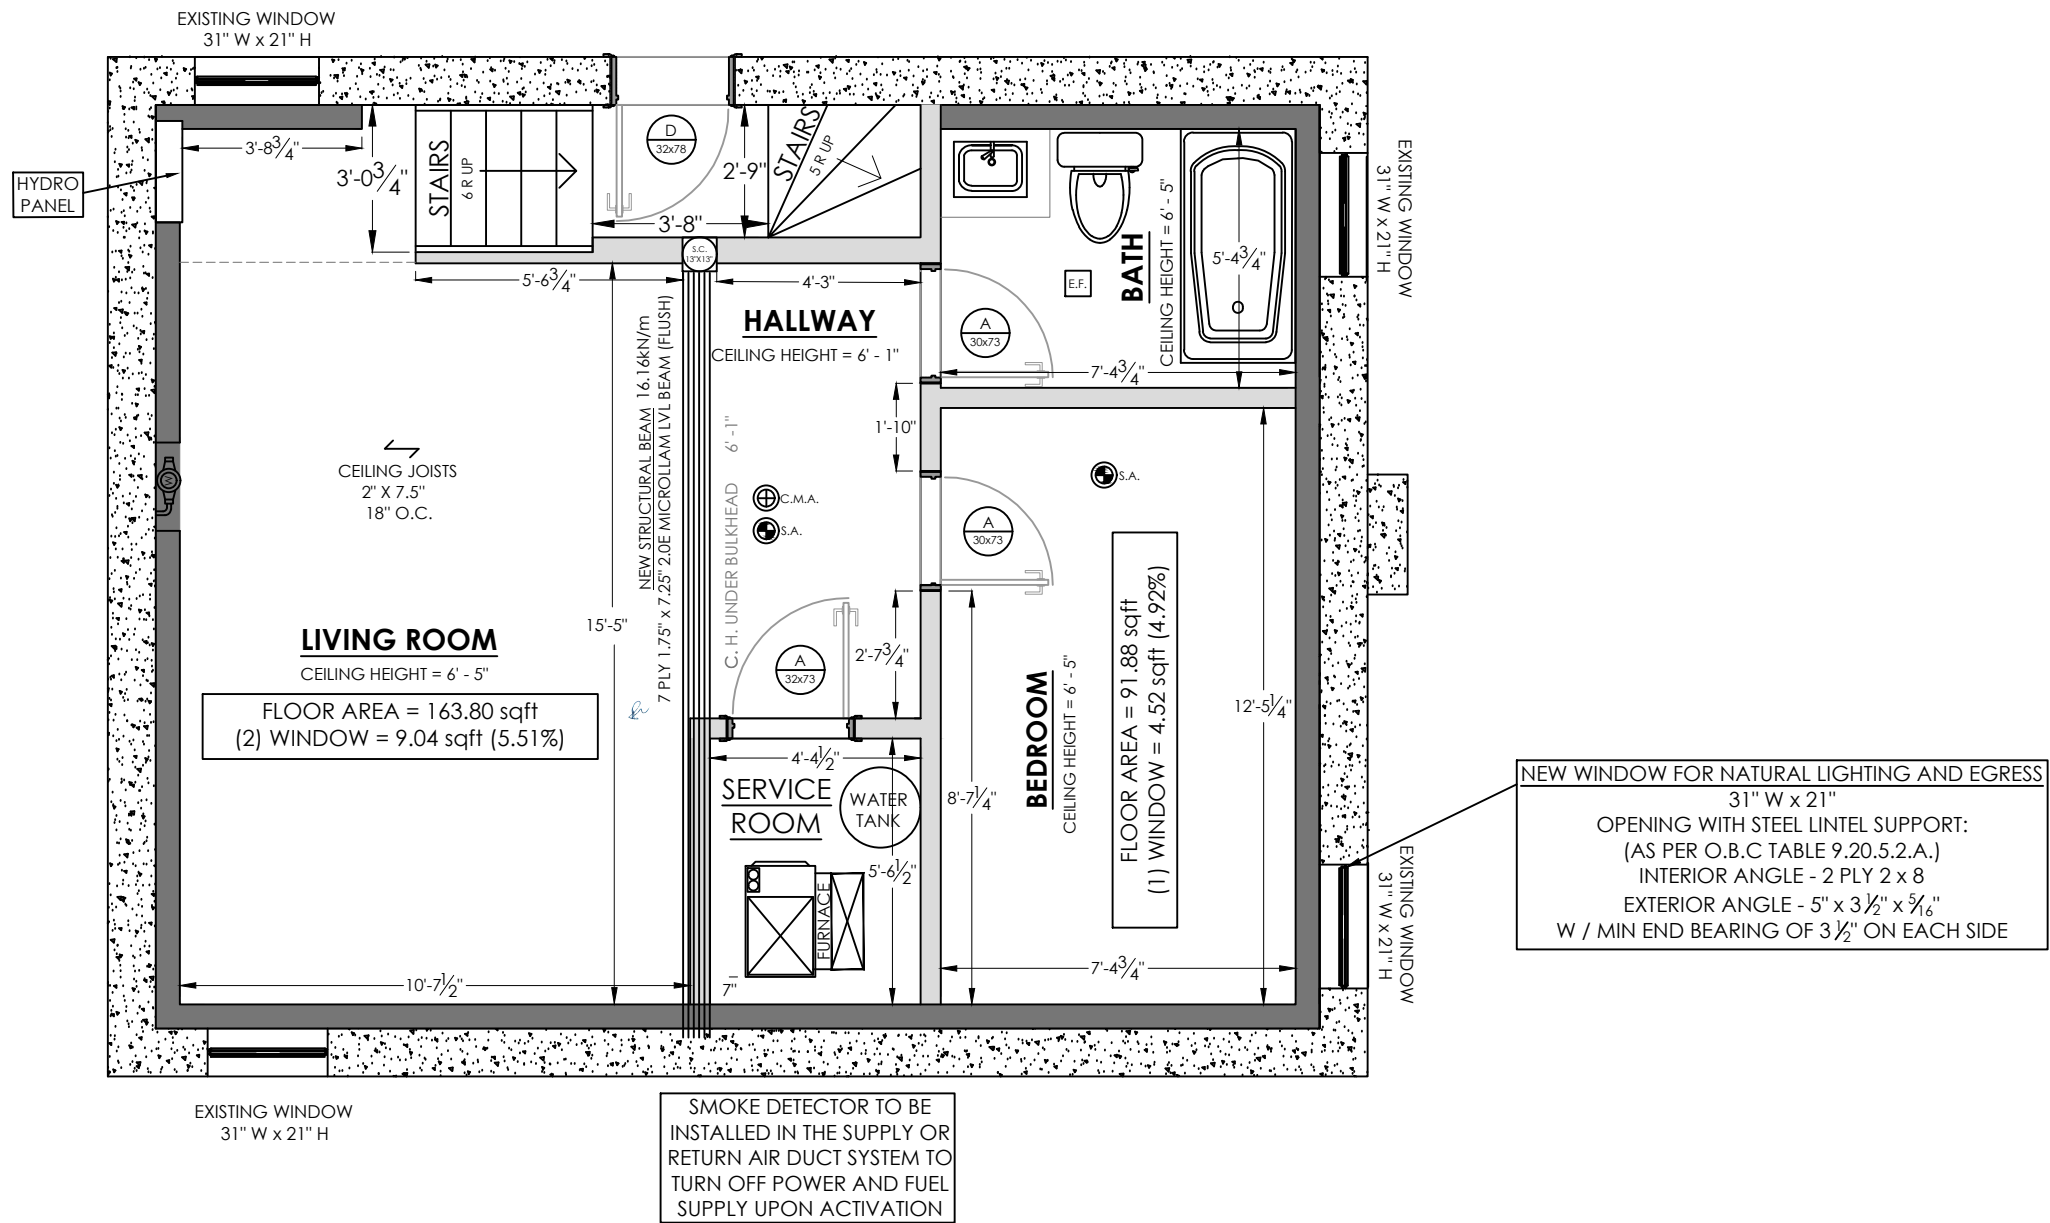 EXISTING WINDOW
31" W x 21" H
HYDRO
PANEL
3'-8 3/4"
3'-0 3/4"
STAIRS
6 R UP
D
32x78
2'-9"
STAIRS
5 R UP
3'-8"
S.C.
13"X13"
5'-6 3/4"
4'-3"
HALLWAY
CEILING HEIGHT = 6' - 1"
E.F.
BATH
CEILING HEIGHT = 6' - 5"
5'-4 3/4"
EXISTING WINDOW
31" W x 21" H
A
30x73
7'-4 3/4"
1'-10"
CEILING JOISTS
2" X 7.5"
18" O.C.
W
NEW STRUCTURAL BEAM 16.16kN/m
7 PLY 1.75" x 7.25" 2.0E MICROLLAM LVL BEAM (FLUSH)
C. H. UNDER BULKHEAD 6' -1"
C.M.A.
S.A.
S.A.
A
30x73
LIVING ROOM
CEILING HEIGHT = 6' - 5"
FLOOR AREA = 163.80 sqft
(2) WINDOW = 9.04 sqft (5.51%)
15'-5"
A
32x73
2'-7 3/4"
BEDROOM
CEILING HEIGHT = 6' - 5"
FLOOR AREA = 91.88 sqft
(1) WINDOW = 4.52 sqft (4.92%)
12'-5 1/4"
4'-4 1/2"
SERVICE
ROOM
WATER
TANK
8'-7 1/4"
5'-6 1/2"
FURNACE
7"
10'-7 1/2"
7'-4 3/4"
EXISTING WINDOW
31" W x 21" H
NEW WINDOW FOR NATURAL LIGHTING AND EGRESS
31" W x 21"
OPENING WITH STEEL LINTEL SUPPORT:
(AS PER O.B.C TABLE 9.20.5.2.A.)
INTERIOR ANGLE - 2 PLY 2 x 8
EXTERIOR ANGLE - 5" x 3 1/2" x 5/16"
W / MIN END BEARING OF 3 1/2" ON EACH SIDE
EXISTING WINDOW
31" W x 21" H
SMOKE DETECTOR TO BE
INSTALLED IN THE SUPPLY OR
RETURN AIR DUCT SYSTEM TO
TURN OFF POWER AND FUEL
SUPPLY UPON ACTIVATION